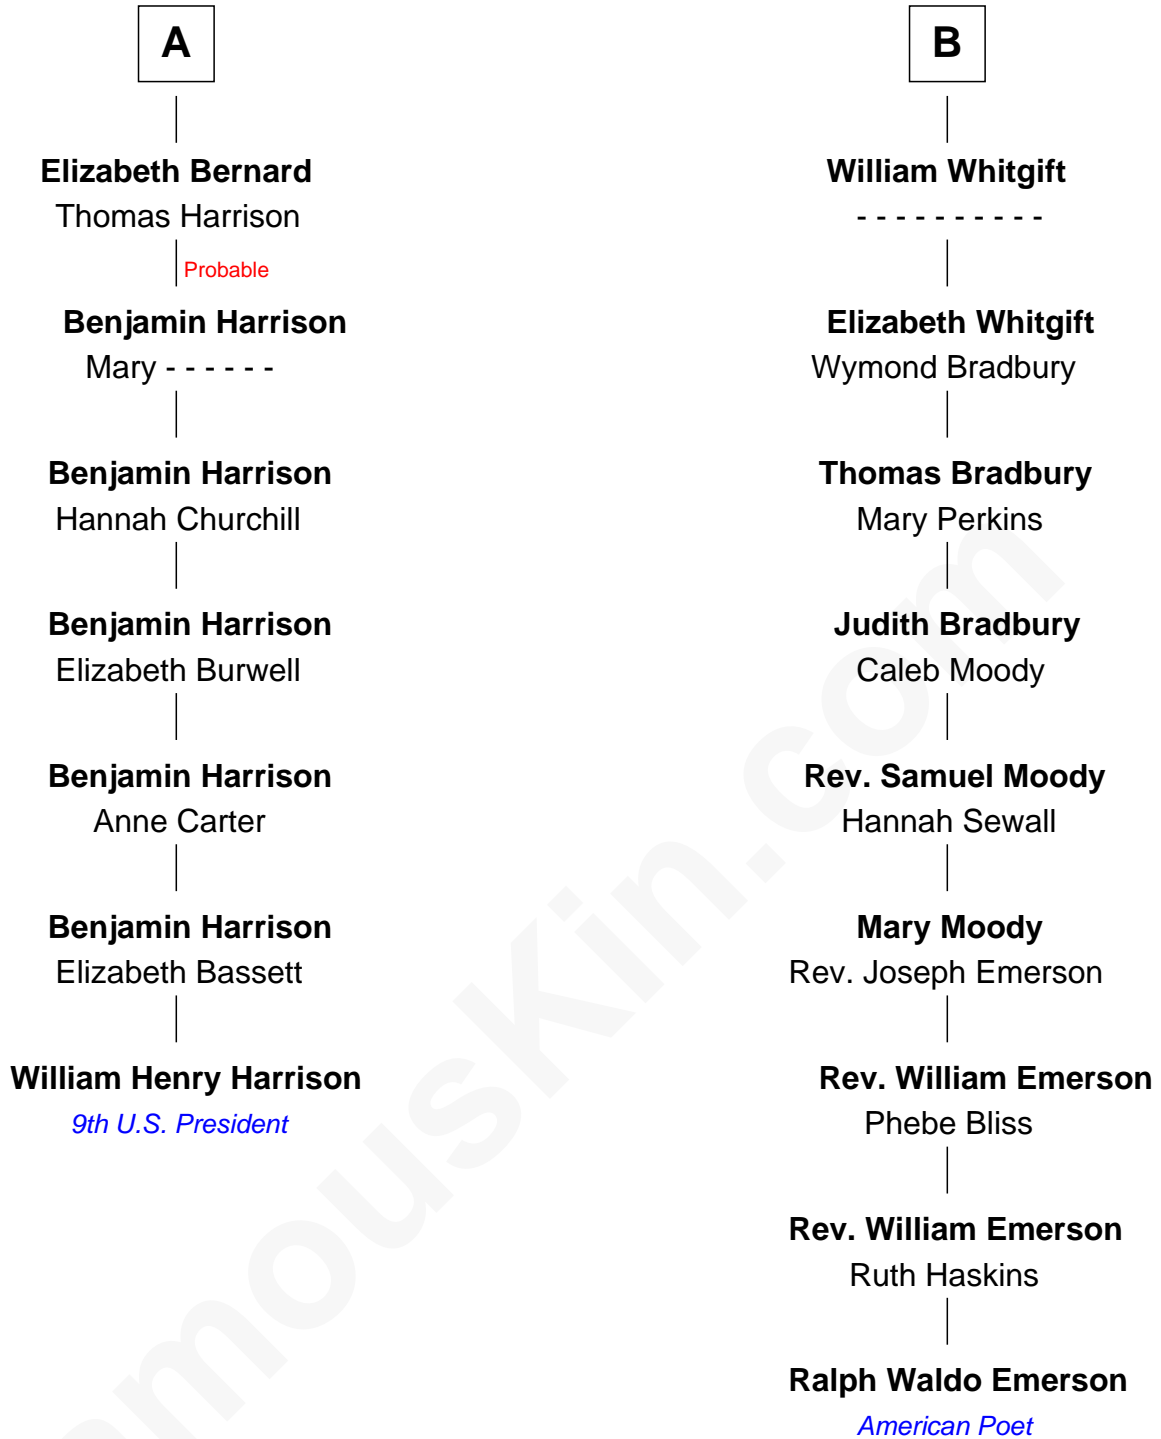 A
Elizabeth Bernard
Thomas Harrison
Probable
Benjamin Harrison
Mary - - - - - -
Benjamin Harrison
Hannah Churchill
Benjamin Harrison
Elizabeth Burwell
Benjamin Harrison
Anne Carter
Benjamin Harrison
Elizabeth Bassett
William Henry Harrison
9th U.S. President
B
William Whitgift
- - - - - - - - - -
Elizabeth Whitgift
Wymond Bradbury
Thomas Bradbury
Mary Perkins
Judith Bradbury
Caleb Moody
Rev. Samuel Moody
Hannah Sewall
Mary Moody
Rev. Joseph Emerson
Rev. William Emerson
Phebe Bliss
Rev. William Emerson
Ruth Haskins
Ralph Waldo Emerson
American Poet
amouskin.com